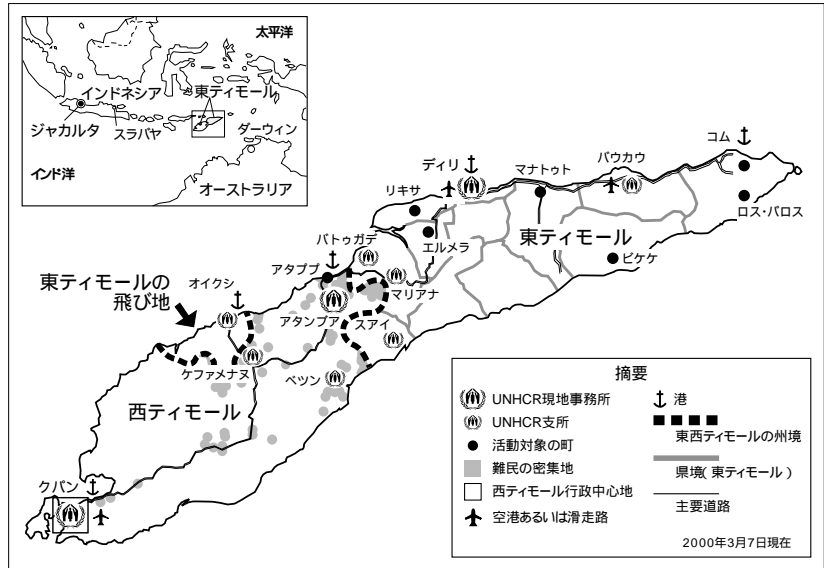 太平洋
インドネシア
東ティモール
ジャカルタ
スラバヤ
ダーウィン
インド洋
オーストラリア
コム
ディリ
マナトゥト
バウカウ
リキサ
ロス・パロス
エルメラ
東ティモール
バトゥガデ
ビケケ
アタププ
マリアナ
東ティモールの
飛び地
オイクシ
アタンブア
スアイ
ケファメナヌ
ベツン
西ティモール
クパン
摘要
UNHCR現地事務所
港
UNHCR支所
東西ティモールの州境
活動対象の町
難民の密集地
県境(東ティモール)
西ティモール行政中心地
主要道路
空港あるいは滑走路
2000年3月7日現在